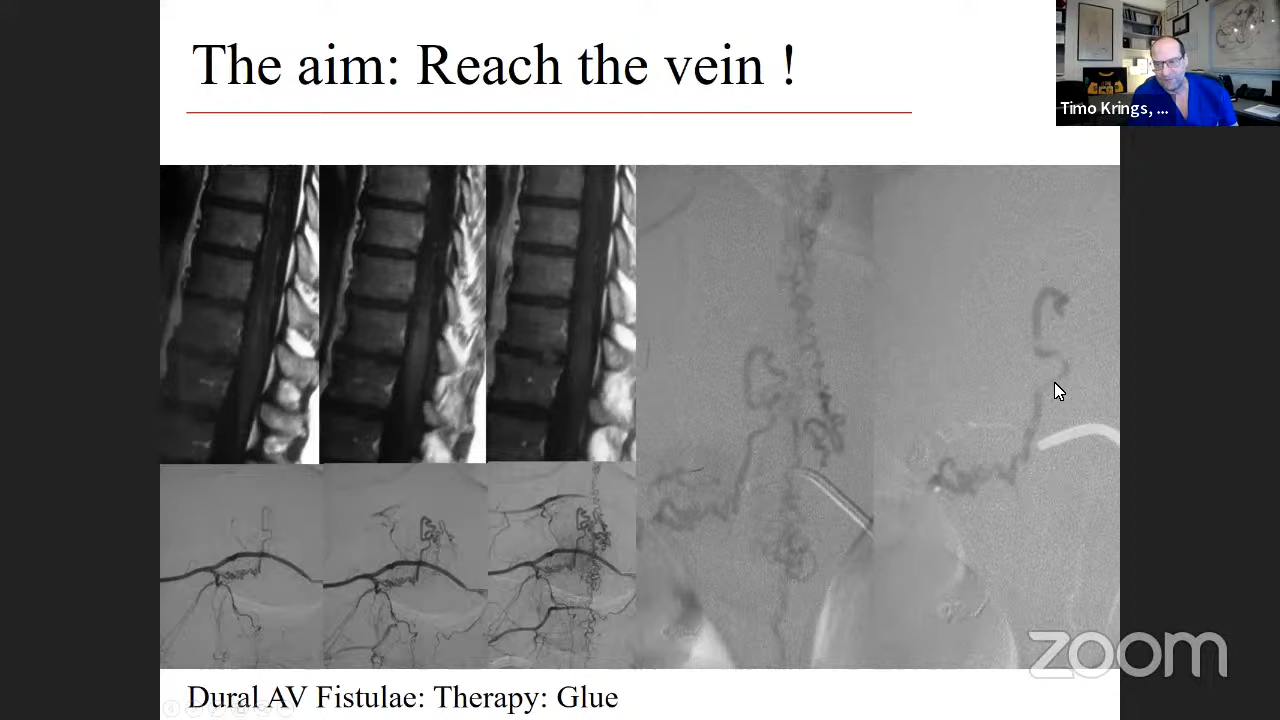 The aim: Reach the vein !
Timo Krings, ...
zoom
Dural AV Fistulae: Therapy: Glue